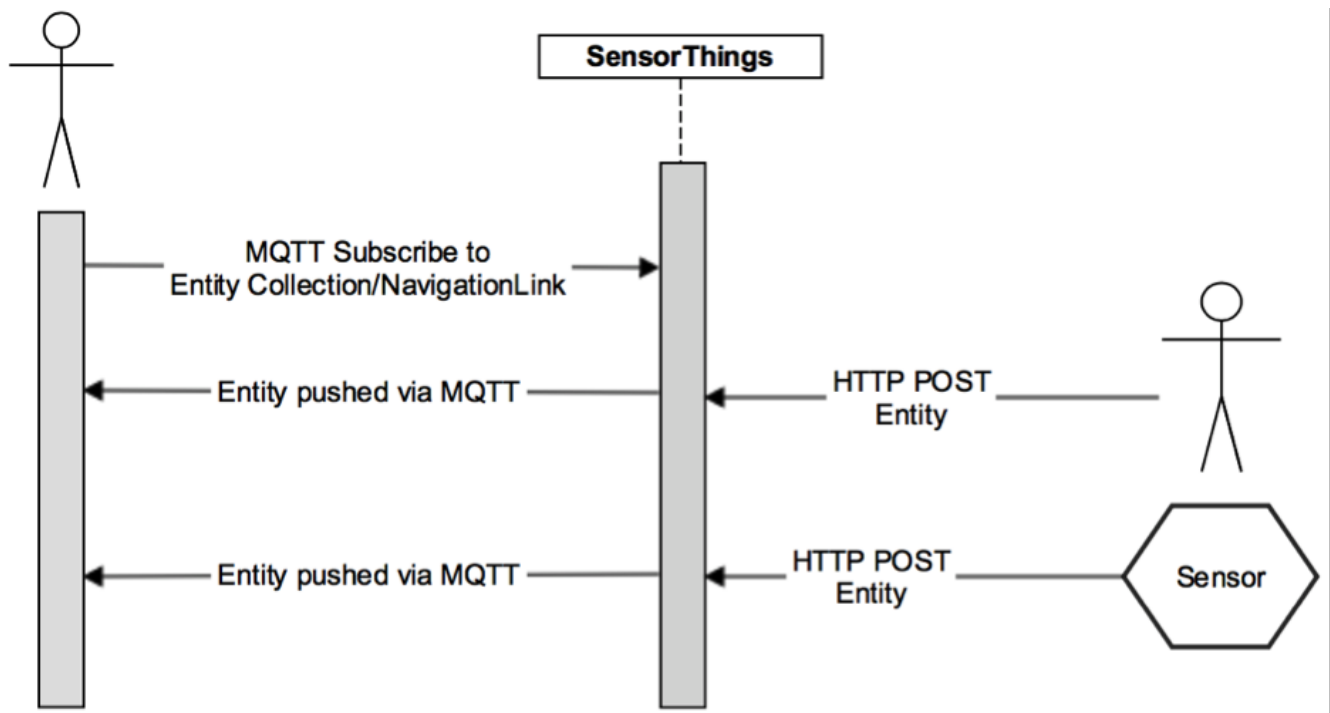 SensorThings
MQTT Subscribe to
Entity Collection/NavigationLink
Entity pushed via MQTT
HTTP POST
Entity
Entity pushed via MQTT
HTTP POST
Entity
Sensor